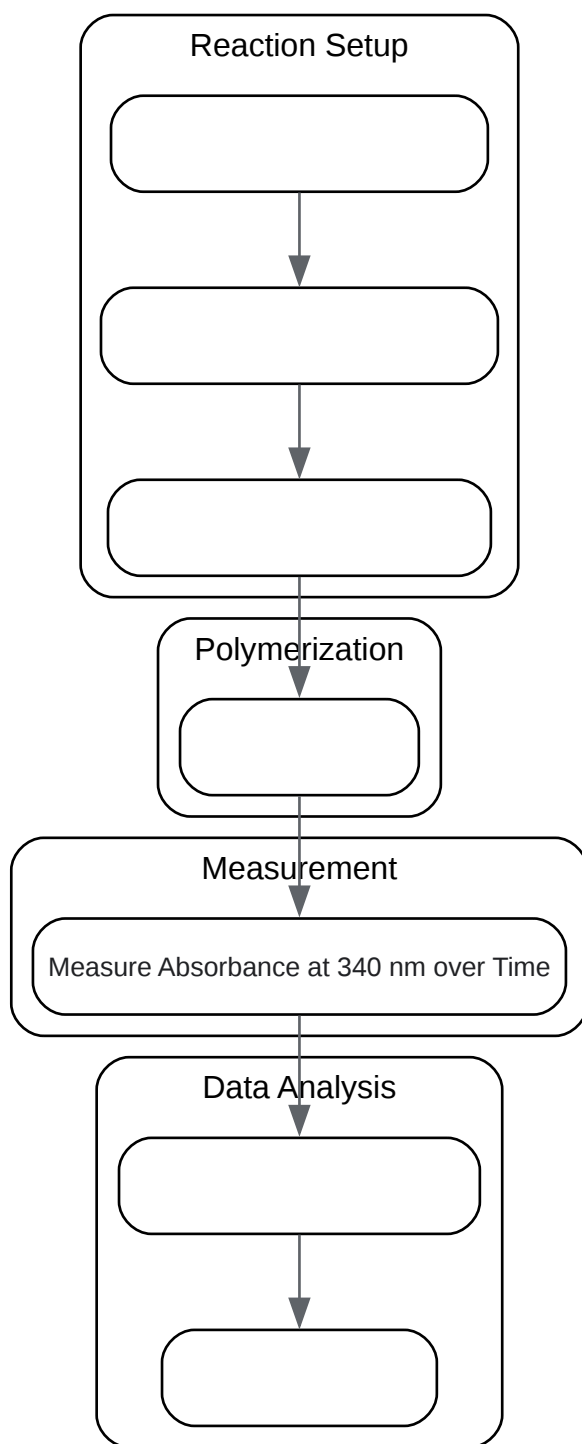 Reaction Setup
Polymerization
Measurement
Measure Absorbance at 340 nm over Time
Data Analysis